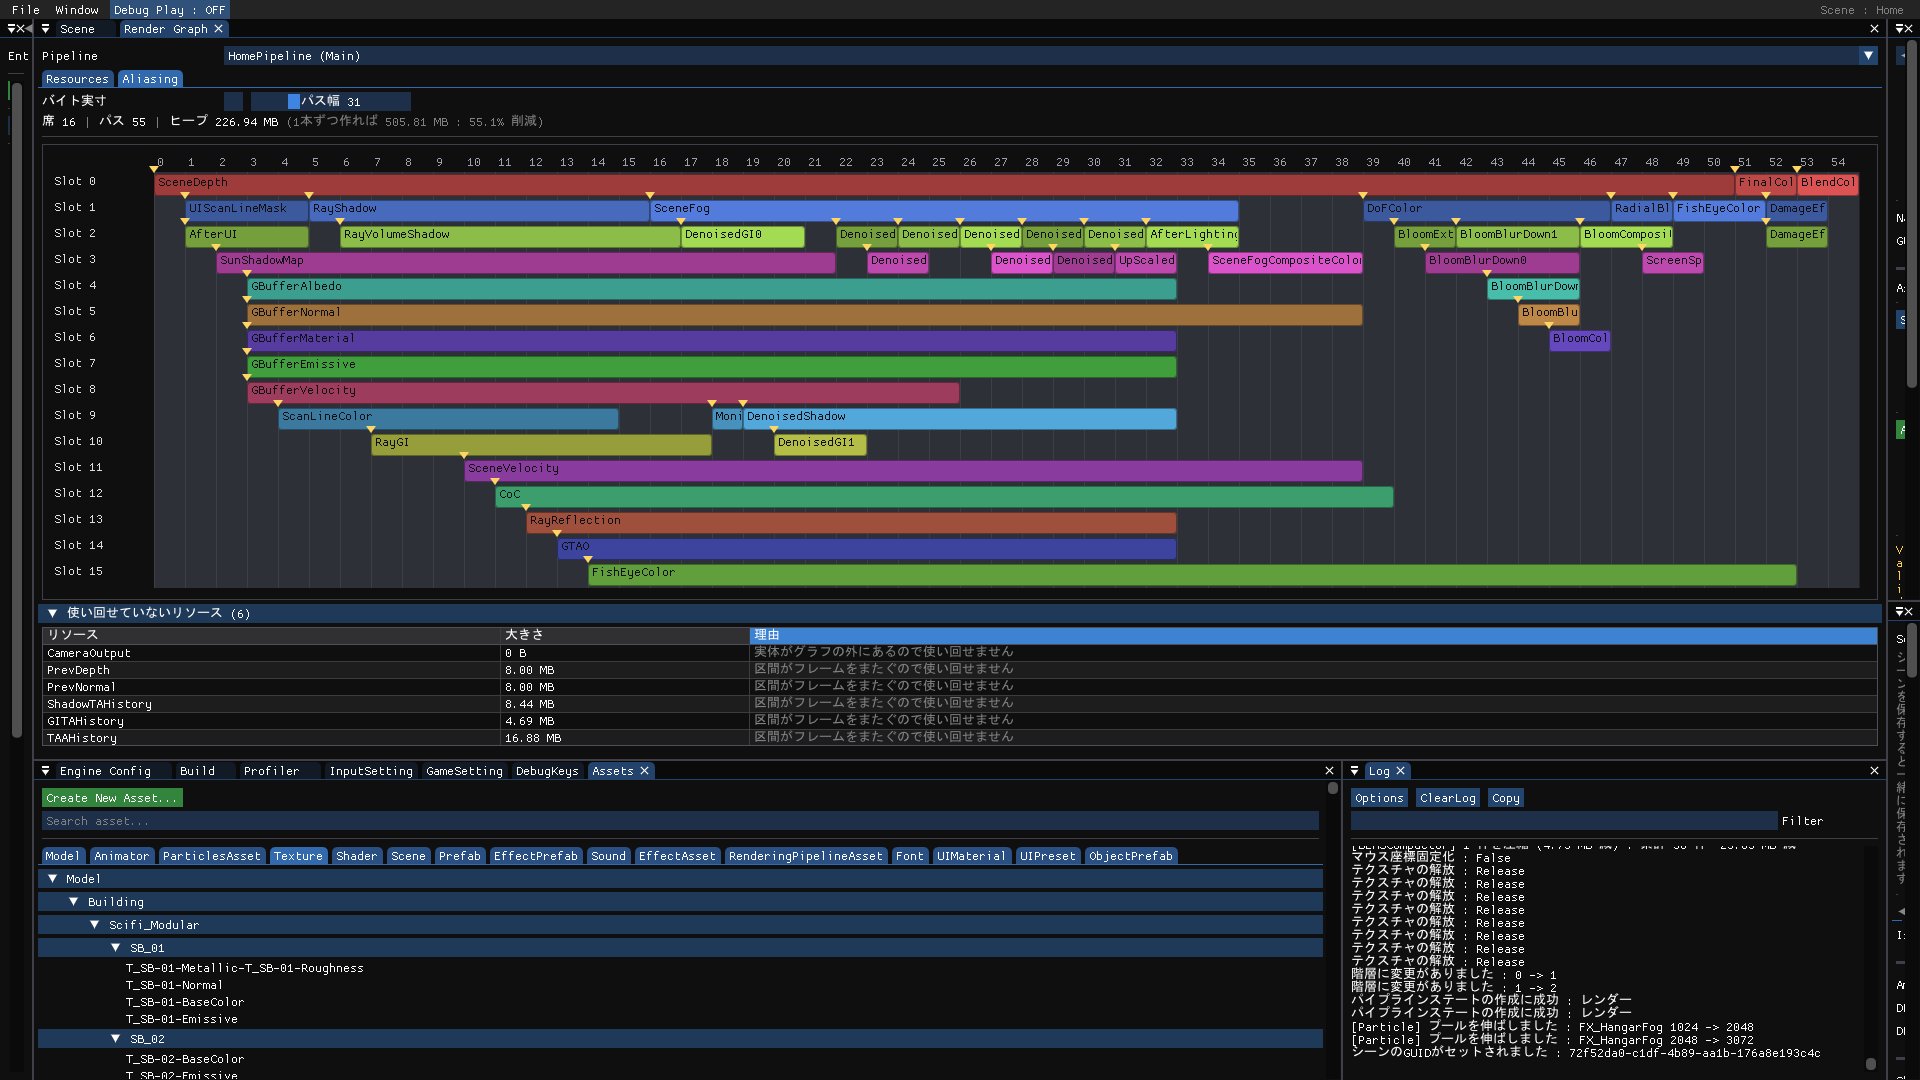 File Window Debug Play : OFF Scene : Home
Scene Render Graph
Ent Pipeline HomePipeline (Main)
Resources Aliasing
バイト実寸 パス幅 31
席 16 | パス 55 | ヒープ 226.94 MB (1本ずつ作れば 505.81 MB : 55.1% 削減)
0 1 2 3 4 5 6 7 8 9 10 11 12 13 14 15 16 17 18 19 20 21 22 23 24 25 26 27 28 29 30 31 32 33 34 35 36 37 38 39 40 41 42 43 44 45 46 47 48 49 50 51 52 53 54
Slot 0 SceneDepth FinalCol BlendCol
Slot 1 UIScanLineMask RayShadow SceneFog DoFColor RadialBl FishEyeColor DamageEf
Slot 2 AfterUI RayVolumeShadow DenoisedGI0 Denoised Denoised Denoised Denoised Denoised AfterLighting BloomExt BloomBlurDown1 BloomComposi DamageEf
Slot 3 SunShadowMap Denoised Denoised Denoised UpScaled SceneFogCompositeColor BloomBlurDown0 ScreenSp
Slot 4 GBufferAlbedo BloomBlurDown
Slot 5 GBufferNormal BloomBlu
Slot 6 GBufferMaterial BloomCol
Slot 7 GBufferEmissive
Slot 8 GBufferVelocity
Slot 9 ScanLineColor Moni DenoisedShadow
Slot 10 RayGI DenoisedGI1
Slot 11 SceneVelocity
Slot 12 CoC
Slot 13 RayReflection
Slot 14 GTAO
Slot 15 FishEyeColor
使い回せていないリソース (6)
リソース 大きさ 理由
CameraOutput 0 B 実体がグラフの外にあるので使い回せません
PrevDepth 8.00 MB 区間がフレームをまたぐので使い回せません
PrevNormal 8.00 MB 区間がフレームをまたぐので使い回せません
ShadowTAHistory 8.44 MB 区間がフレームをまたぐので使い回せません
GITAHistory 4.69 MB 区間がフレームをまたぐので使い回せません
TAAHistory 16.88 MB 区間がフレームをまたぐので使い回せません
Engine Config Build Profiler InputSetting GameSetting DebugKeys Assets
Create New Asset...
Search asset...
Model Animator ParticlesAsset Texture Shader Scene Prefab EffectPrefab Sound EffectAsset RenderingPipelineAsset Font UIMaterial UIPreset ObjectPrefab
Model
Building
Scifi_Modular
SB_01
T_SB-01-Metallic-T_SB-01-Roughness
T_SB-01-Normal
T_SB-01-BaseColor
T_SB-01-Emissive
SB_02
T_SB-02-BaseColor
T_SB-02-Emissive
Log
Options ClearLog Copy
Filter
マウス座標固定化 : False
テクスチャの解放 : Release
テクスチャの解放 : Release
テクスチャの解放 : Release
テクスチャの解放 : Release
テクスチャの解放 : Release
テクスチャの解放 : Release
テクスチャの解放 : Release
テクスチャの解放 : Release
階層に変更がありました : 0 -> 1
階層に変更がありました : 1 -> 2
パイプラインステートの作成に成功 : レンダー
パイプラインステートの作成に成功 : レンダー
[Particle] プールを伸ばしました : FX_HangarFog 1024 -> 2048
[Particle] プールを伸ばしました : FX_HangarFog 2048 -> 3072
シーンのGUIDがセットされました : 72f52da0-c1df-4b89-aa1b-176a8e193c4c